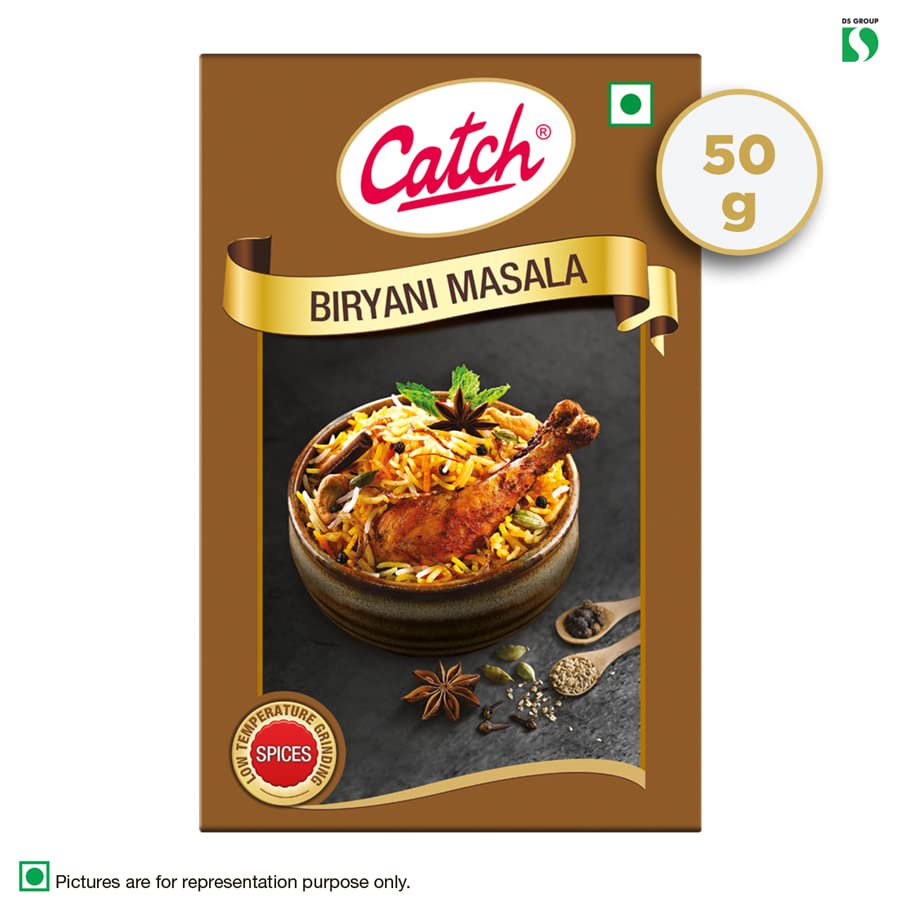 DS GROUP
Catch®
50
g
BIRYANI MASALA
LOW TEMPERATURE GRINDING
SPICES
Pictures are for representation purpose only.